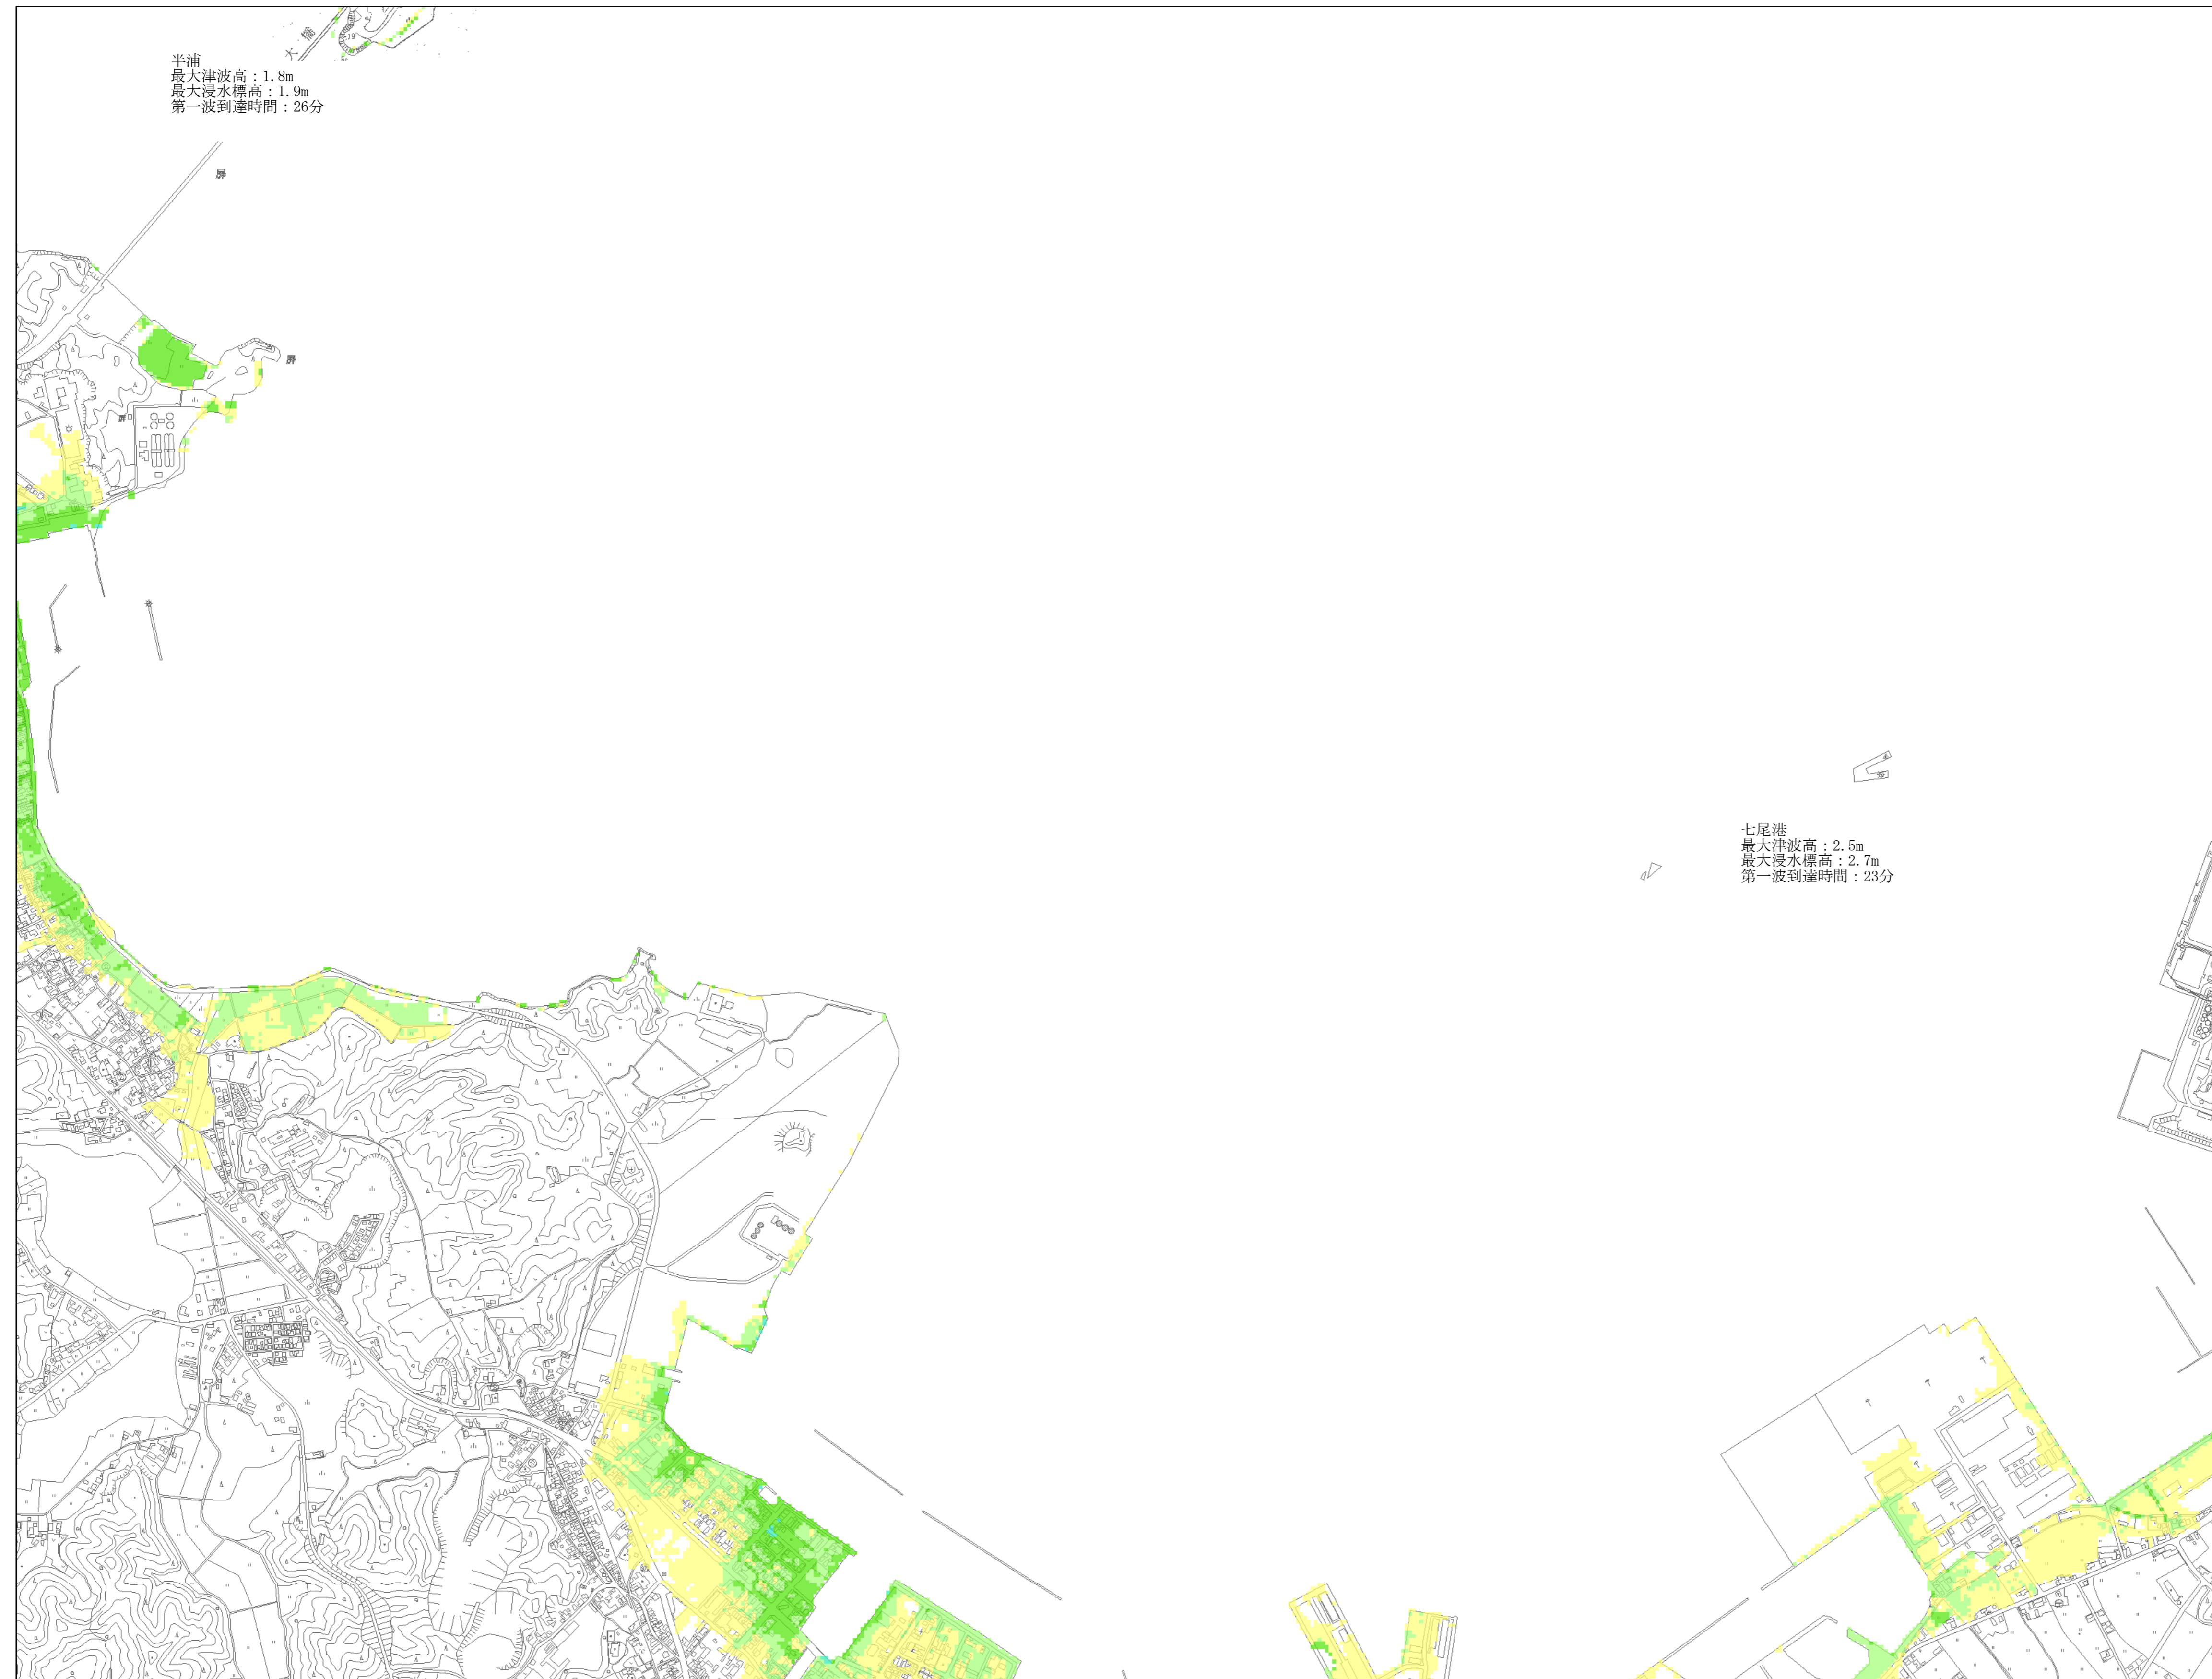 半浦
最大津波高：1.8m
最大浸水標高：1.9m
第一波到達時間：26分
七尾港
最大津波高：2.5m
最大浸水標高：2.7m
第一波到達時間：23分